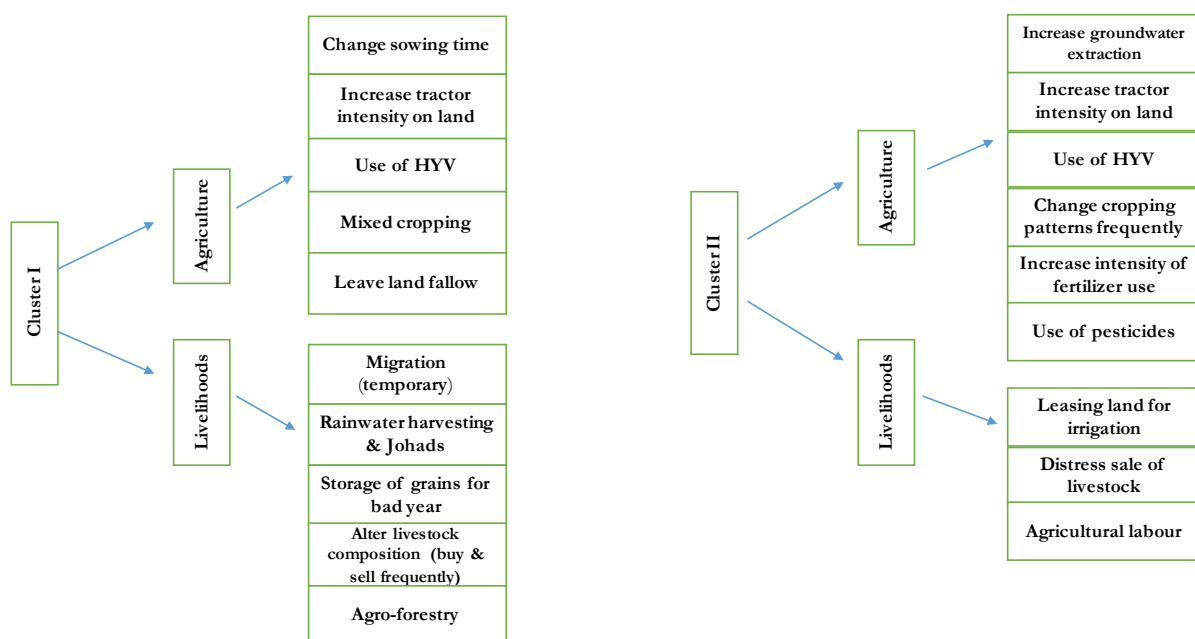 Cluster I
Agriculture
Change sowing time
Increase tractor
intensity on land
Use of HYV
Mixed cropping
Leave land fallow
Livelihoods
Migration
(temporary)
Rainwater harvesting
& Johads
Storage of grains for
bad year
Alter livestock
composition (buy &
sell frequently)
Agro-forestry
Cluster II
Agriculture
Increase groundwater
extraction
Increase tractor
intensity on land
Use of HYV
Change cropping
patterns frequently
Increase intensity of
fertilizer use
Use of pesticides
Livelihoods
Leasing land for
irrigation
Distress sale of
livestock
Agricultural labour